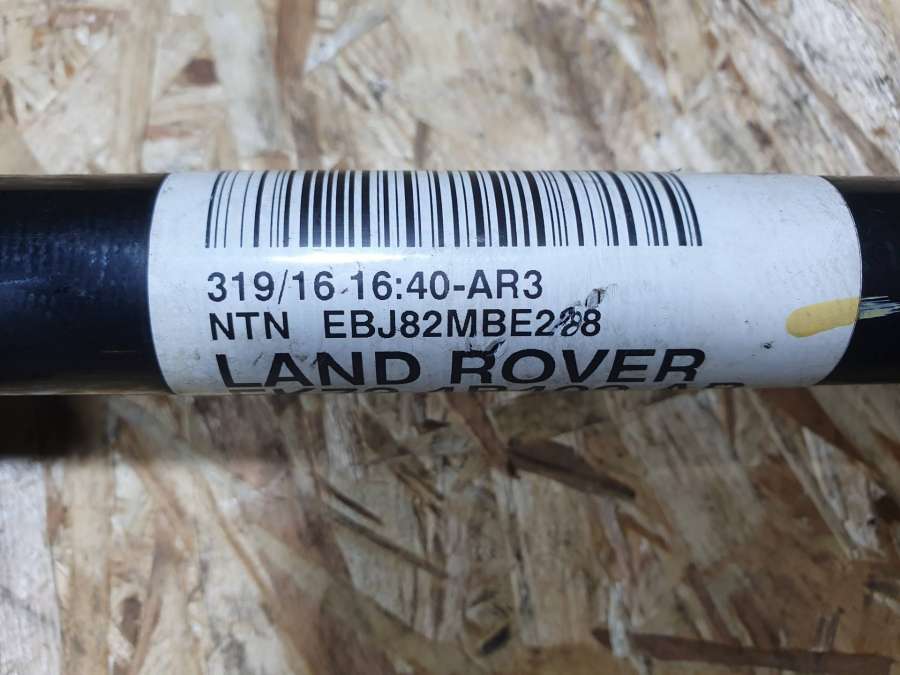 319/16 16:40-AR3
NTN EBJ82MBE288
LAND ROVER